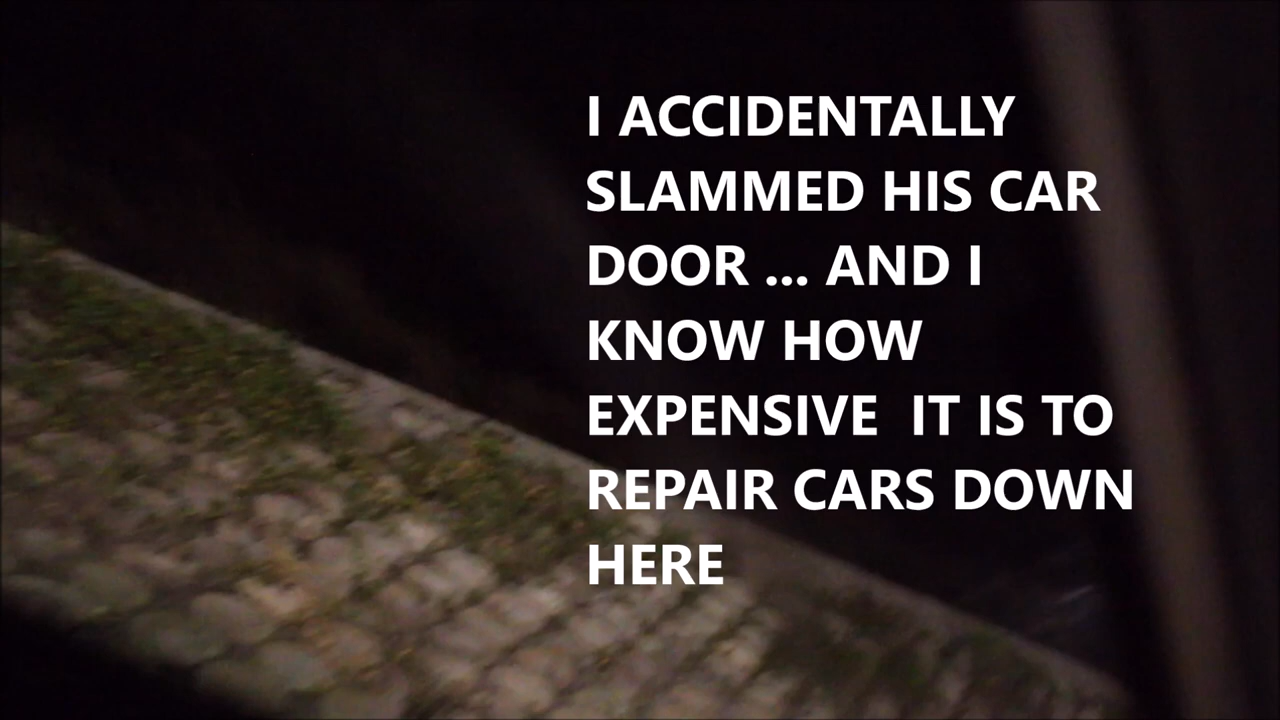 I ACCIDENTALLY
SLAMMED HIS CAR
DOOR ... AND I
KNOW HOW
EXPENSIVE  IT IS TO
REPAIR CARS DOWN
HERE